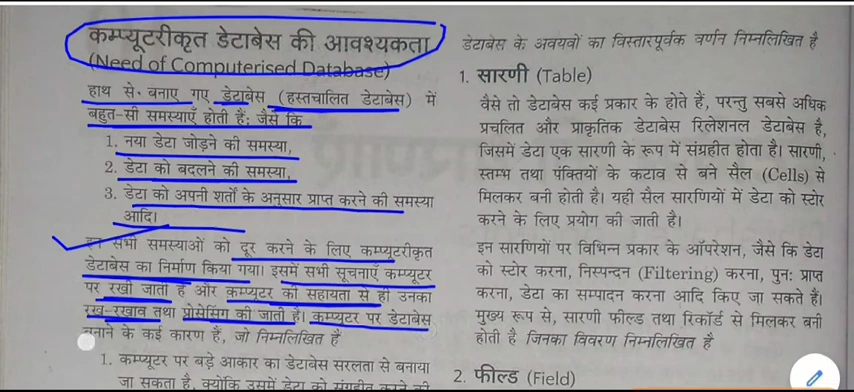 कम्प्यूटरीकृत डेटाबेस की आवश्यकता
(Need of Computerised Database)
हाथ से बनाए गए डेटाबेस (हस्तचालित डेटाबेस) में
बहुत-सी समस्याएँ होती हैं; जैसे कि
1. नया डेटा जोड़ने की समस्या,
2. डेटा को बदलने की समस्या,
3. डेटा को अपनी शर्तों के अनुसार प्राप्त करने की समस्या
आदि।
इन सभी समस्याओं को दूर करने के लिए कम्प्यूटरीकृत
डेटाबेस का निर्माण किया गया। इसमें सभी सूचनाएँ कम्प्यूटर
पर रखी जाती हैं और कम्प्यूटर की सहायता से ही उनका
रख-रखाव तथा प्रोसेसिंग की जाती है। कम्प्यूटर पर डेटाबेस
बनाने के कई कारण हैं, जो निम्नलिखित हैं
1. कम्प्यूटर पर बड़े आकार का डेटाबेस सरलता से बनाया
जा सकता है, क्योंकि उसमें डेटा को संग्रहीत करने की
डेटाबेस के अवयवों का विस्तारपूर्वक वर्णन निम्नलिखित है
1. सारणी (Table)
वैसे तो डेटाबेस कई प्रकार के होते हैं, परन्तु सबसे अधिक
प्रचलित और प्राकृतिक डेटाबेस रिलेशनल डेटाबेस है,
जिसमें डेटा एक सारणी के रूप में संग्रहीत होता है। सारणी,
स्तम्भ तथा पंक्तियों के कटाव से बने सैल (Cells) से
मिलकर बनी होती है। यही सैल सारणियों में डेटा को स्टोर
करने के लिए प्रयोग की जाती है।
इन सारणियों पर विभिन्न प्रकार के ऑपरेशन, जैसे कि डेटा
को स्टोर करना, निस्पन्दन (Filtering) करना, पुनः प्राप्त
करना, डेटा का सम्पादन करना आदि किए जा सकते हैं।
मुख्य रूप से, सारणी फील्ड तथा रिकॉर्ड से मिलकर बनी
होती है जिनका विवरण निम्नलिखित है
2. फील्ड (Field)